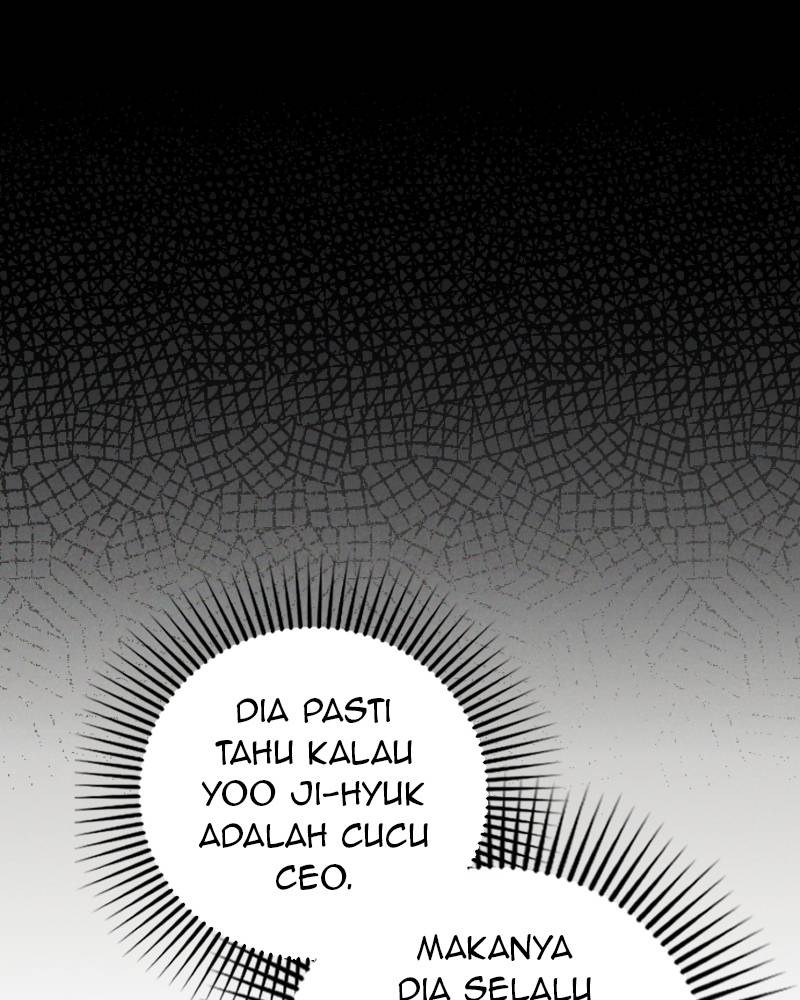 DIA PASTI
TAHU KALAU
YOO JI-HYUK
ADALAH CUCU
CEO.
MAKANYA
DIA SELALU